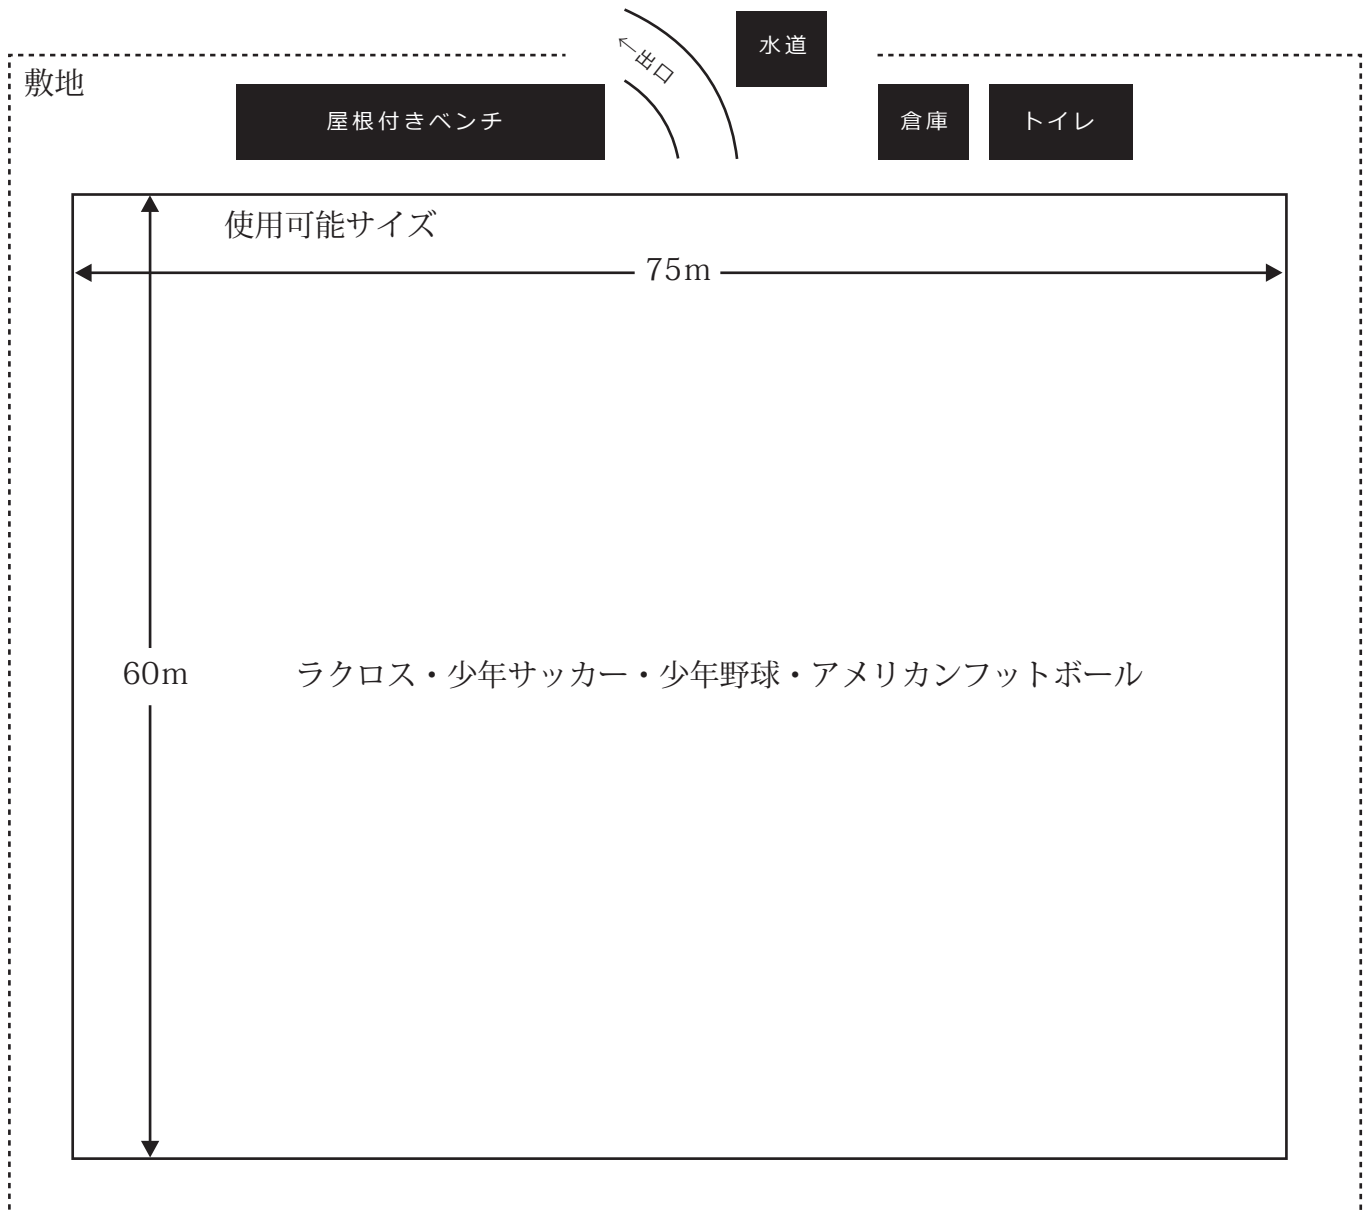 水道
←出口
敷地
屋根付きベンチ
倉庫
トイレ
使用可能サイズ
75m
60m
ラクロス・少年サッカー・少年野球・アメリカンフットボール